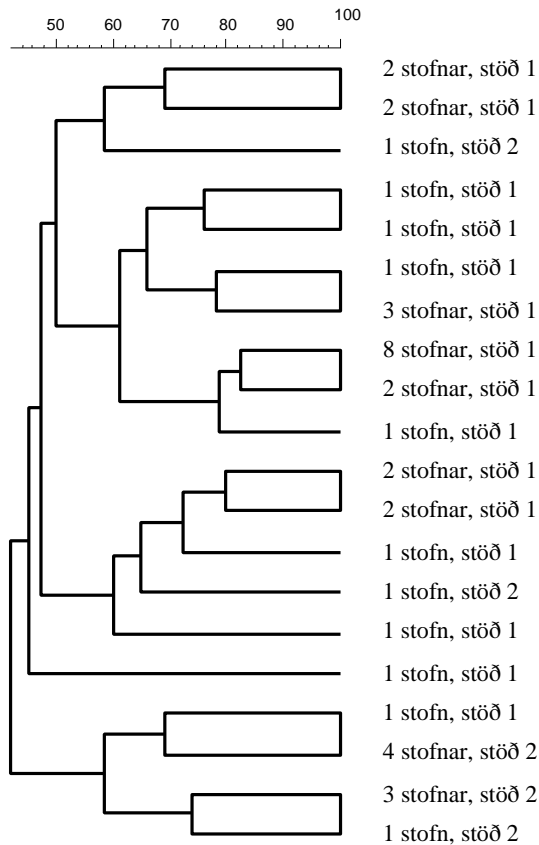 50 60 70 80 90 100
2 stofnar, stöð 1
2 stofnar, stöð 1
1 stofn, stöð 2
1 stofn, stöð 1
1 stofn, stöð 1
1 stofn, stöð 1
3 stofnar, stöð 1
8 stofnar, stöð 1
2 stofnar, stöð 1
1 stofn, stöð 1
2 stofnar, stöð 1
2 stofnar, stöð 1
1 stofn, stöð 1
1 stofn, stöð 2
1 stofn, stöð 1
1 stofn, stöð 1
1 stofn, stöð 1
4 stofnar, stöð 2
3 stofnar, stöð 2
1 stofn, stöð 2